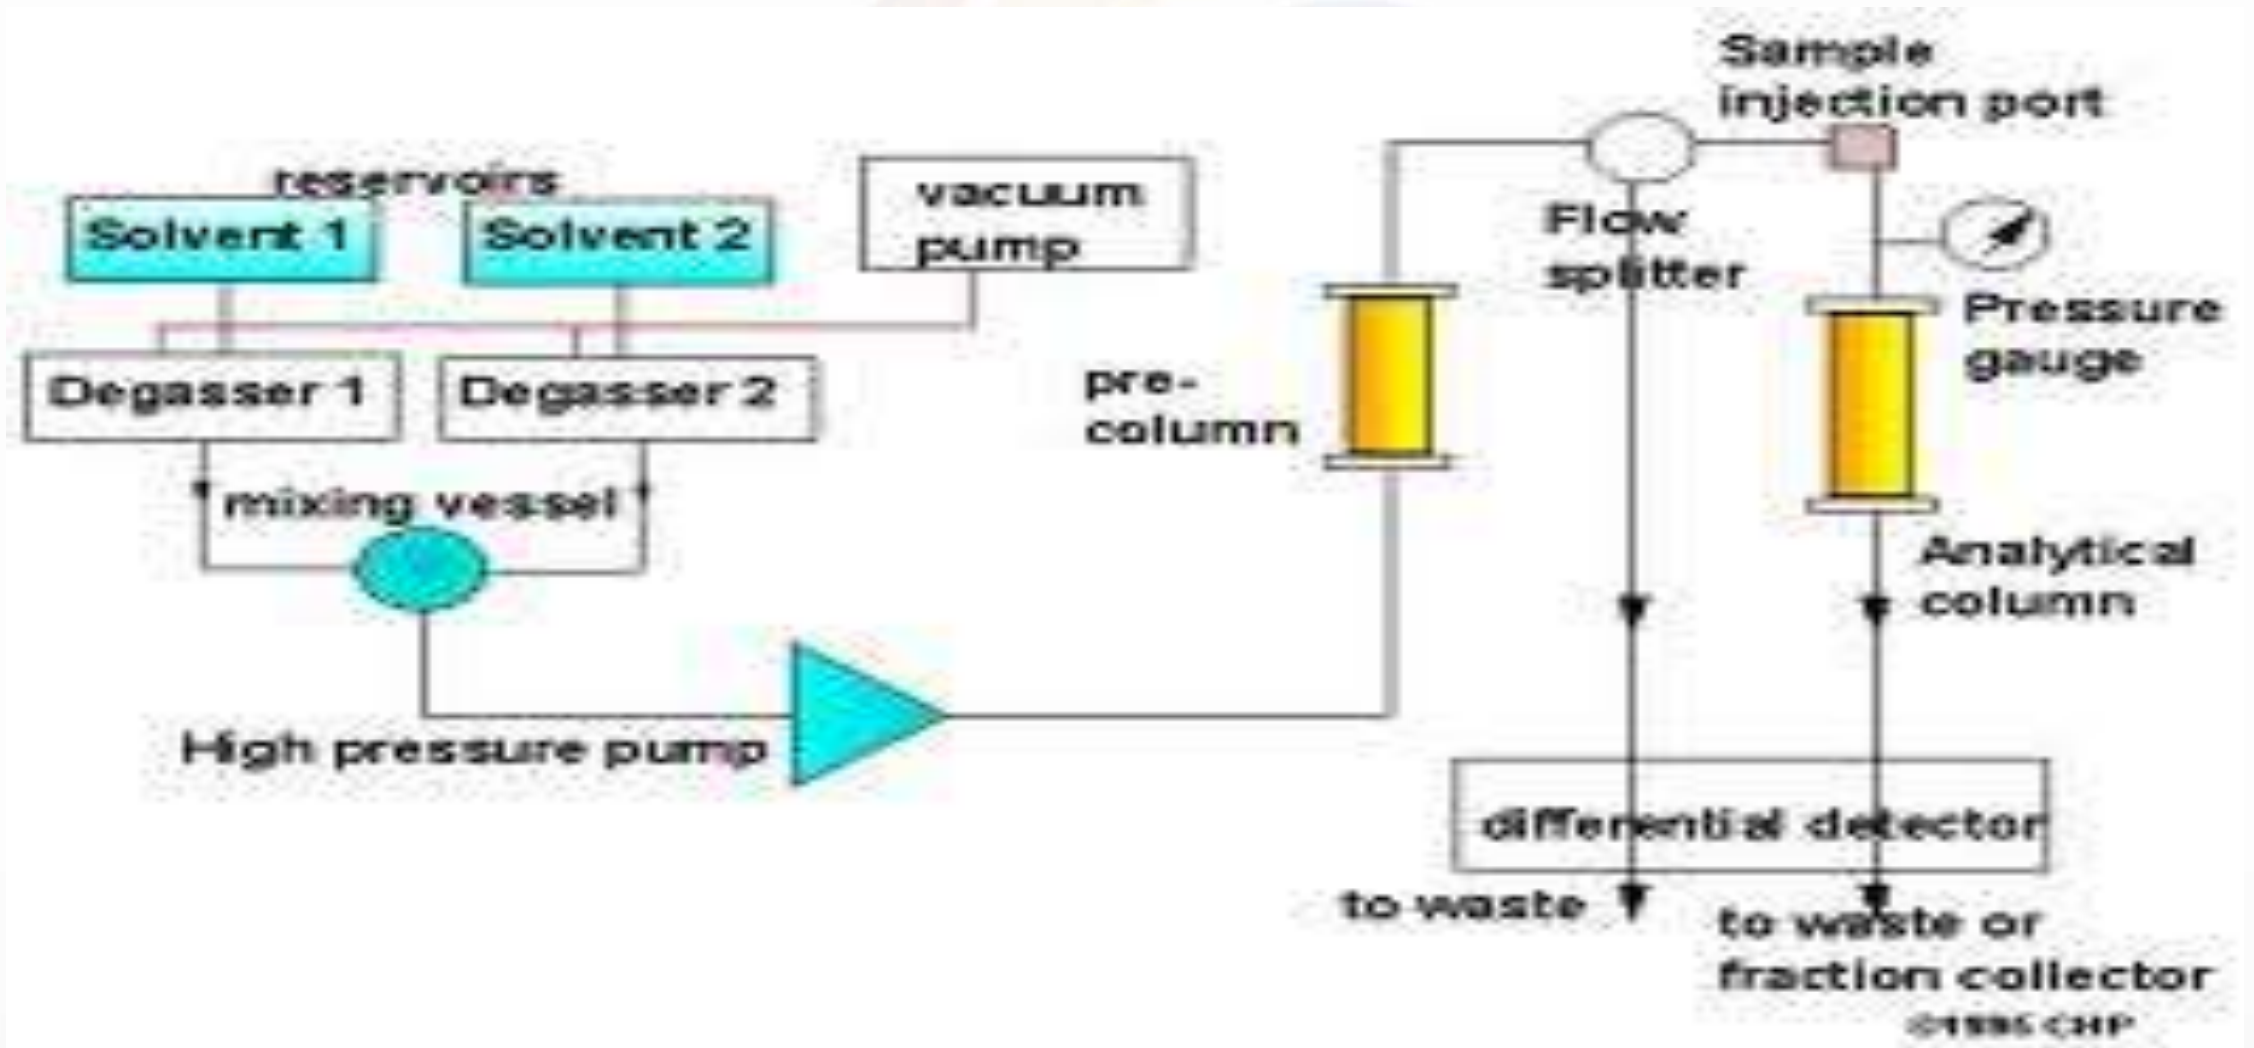 reservoirs
Solvent 1
Solvent 2
vacuum
pump
Degasser 1
Degasser 2
mixing vessel
High pressure pump
pre-
column
Flow
splitter
Sample
injection port
Pressure
gauge
Analytical
column
differential detector
to waste
to waste or
fraction collector
CHP